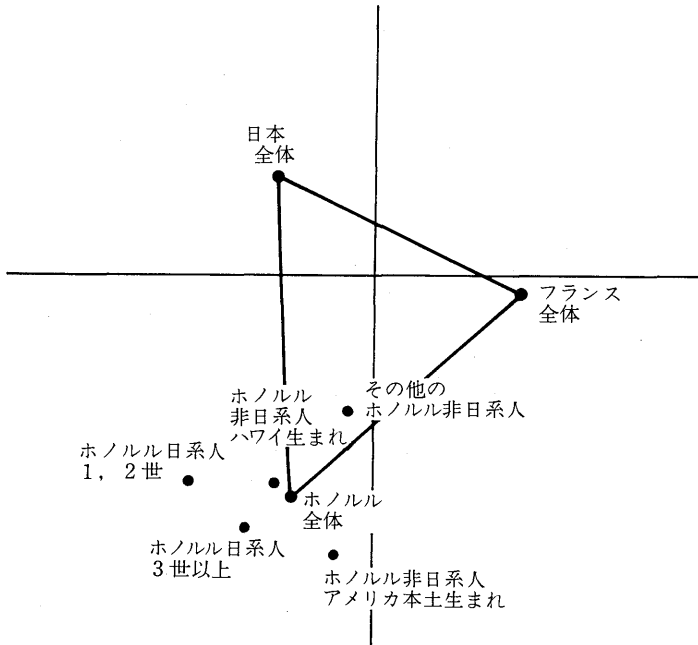 日本
全体
フランス
全体
その他の
ホノルル非日系人
ホノルル
非日系人
ハワイ生まれ
ホノルル日系人
1，2世
ホノルル
全体
ホノルル日系人
3世以上
ホノルル非日系人
アメリカ本土生まれ